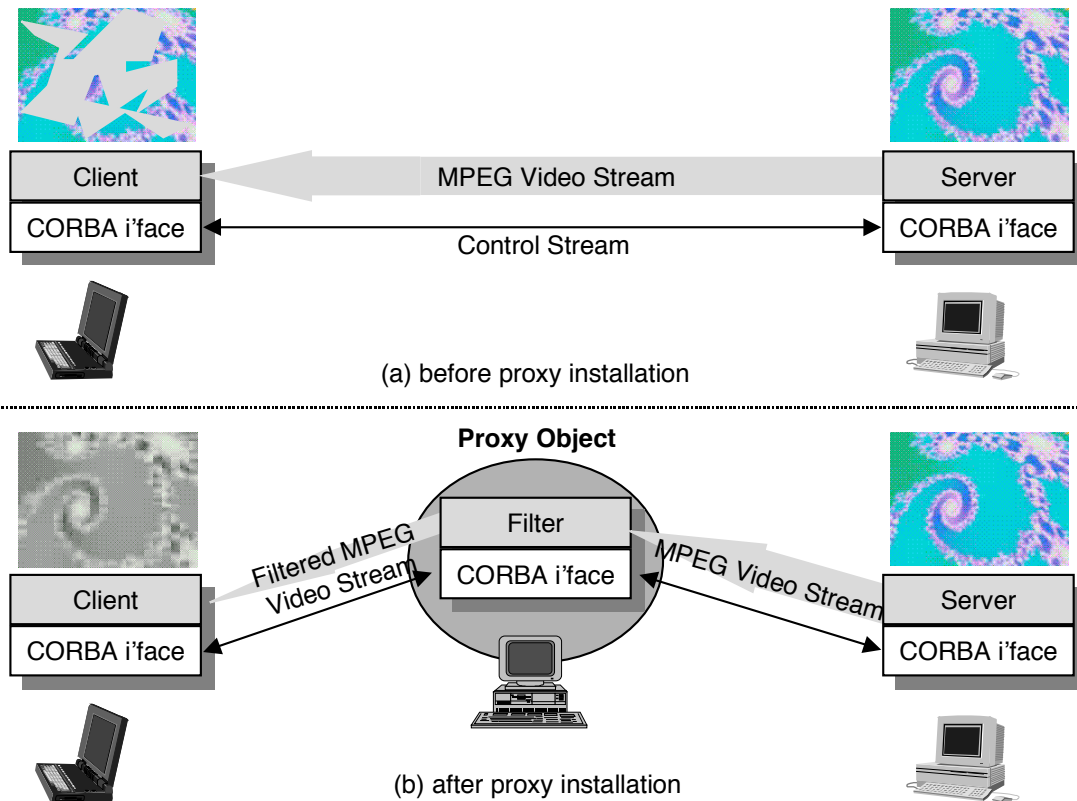 Client
MPEG Video Stream
Server
CORBA i'face
CORBA i'face
Control Stream
(a) before proxy installation
Proxy Object
Filter
CORBA i'face
Filtered MPEG
Video Stream
MPEG Video Stream
Client
Server
CORBA i'face
CORBA i'face
(b) after proxy installation